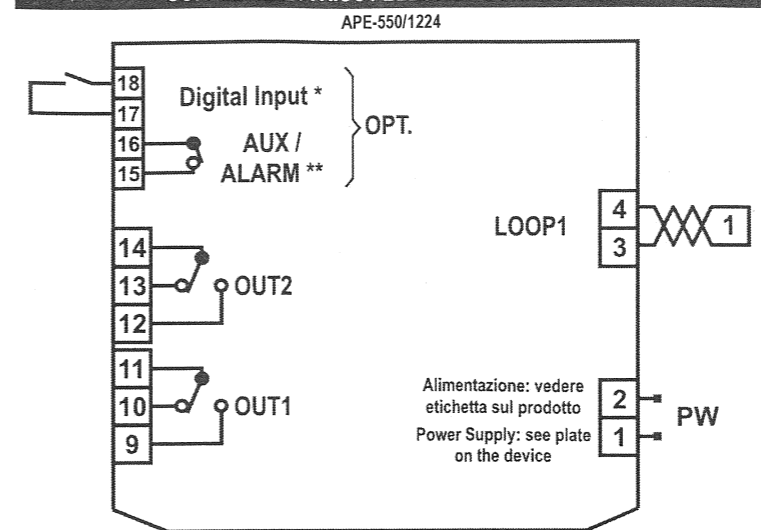 APE-550/1224
18
Digital Input *
17
OPT.
16
AUX /
15
ALARM **
4
LOOP1
1
3
14
13
OUT2
12
11
10
OUT1
9
Alimentazione: vedere
etichetta sul prodotto
2
PW
Power Supply: see plate
on the device
1